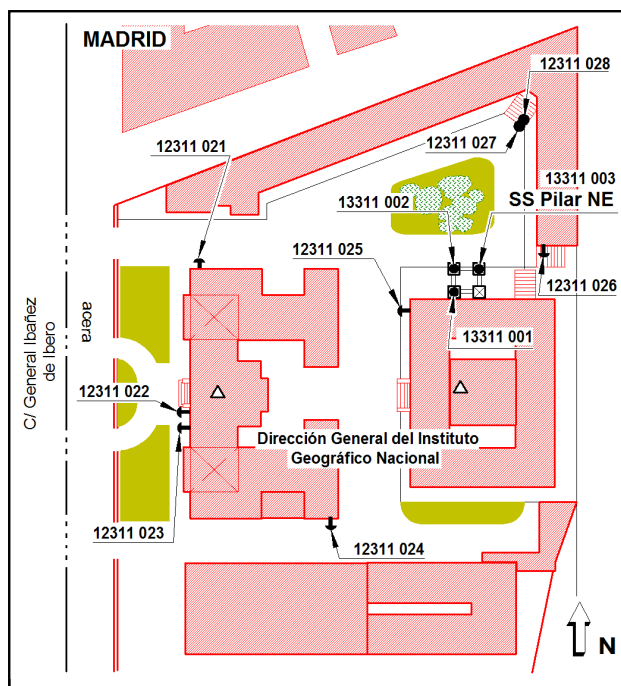 MADRID
12311 028
12311 021
12311 027
13311 003
13311 002
SS Pilar NE
12311 025
12311 026
13311 001
C/ General Ibañez
de Ibero
acera
12311 022
Dirección General del Instituto
Geográfico Nacional
12311 023
12311 024
N